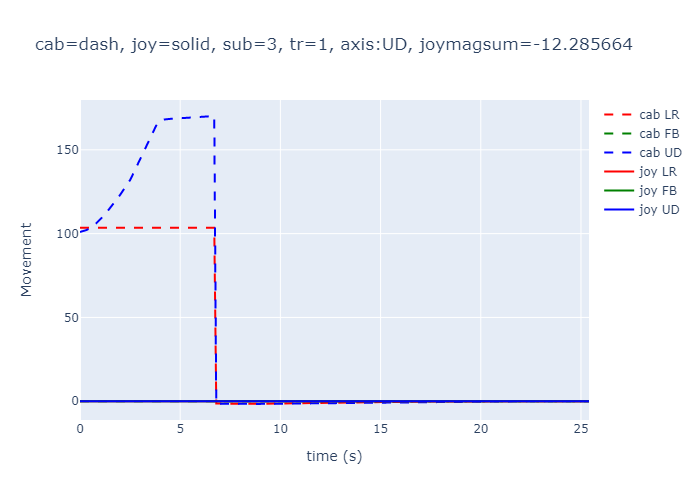 cab=dash, joy=solid, sub=3, tr=1, axis:UD, joymagsum=-12.285664
cab LR
cab FB
cab UD
joy LR
joy FB
joy UD
150
100
50
0
Movement
0 5 10 15 20 25
time (s)